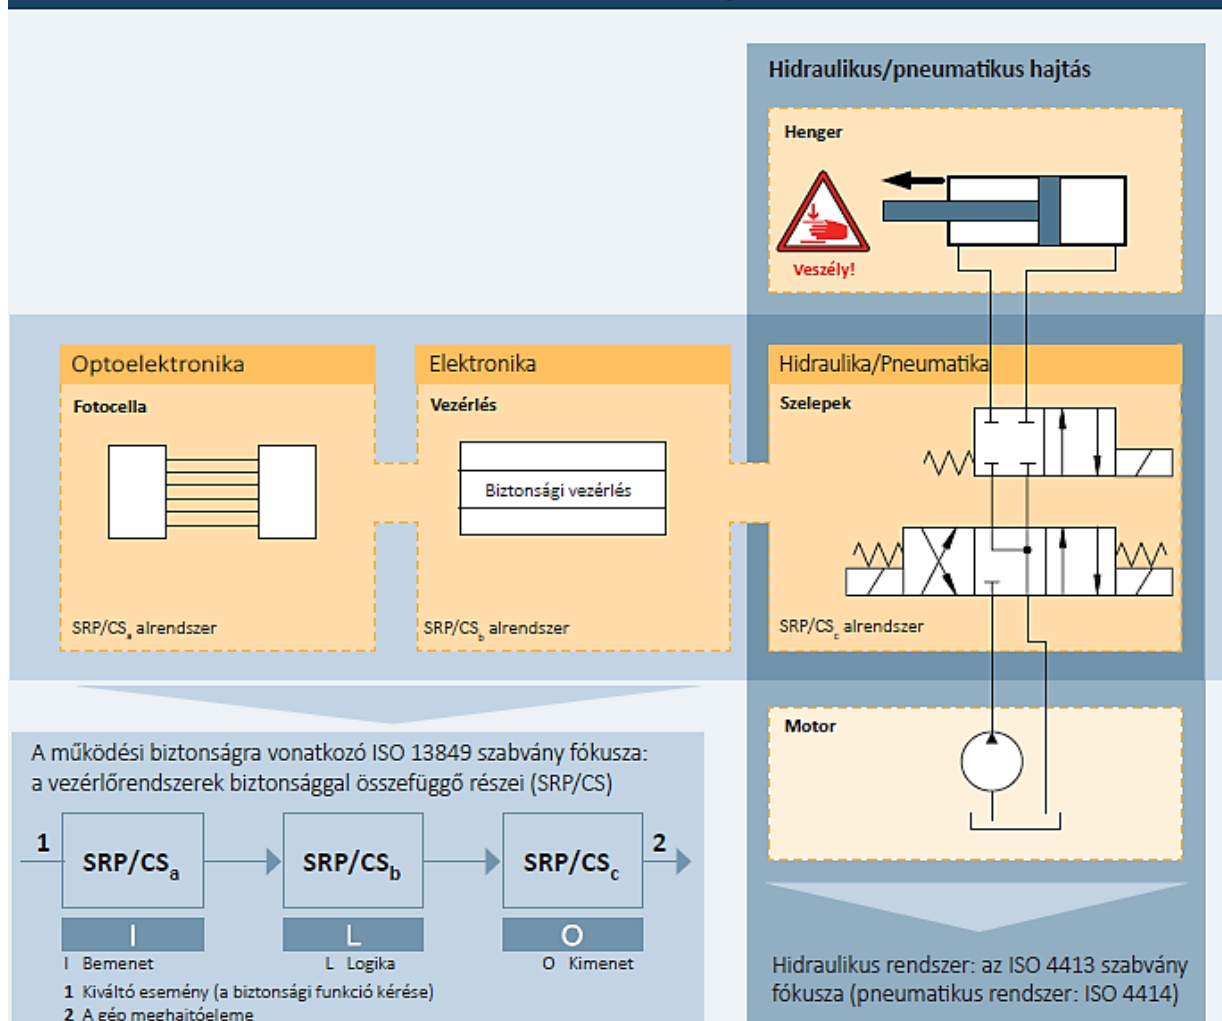 Hidraulikus/pneumatikus hajtás
Henger
Veszély!
Optoelektronika
Fotocella
SRP/CSa alrendszer
Elektronika
Vezérlés
Biztonsági vezérlés
SRP/CSb alrendszer
Hidraulika/Pneumatika
Szelepek
SRP/CSc alrendszer
Motor
A működési biztonságra vonatkozó ISO 13849 szabvány fókusza:
a vezérlőrendszerek biztonsággal összefüggő részei (SRP/CS)
1
SRP/CSa
SRP/CSb
SRP/CSc
2
I
L
O
I Bemenet
L Logika
O Kimenet
1 Kiváltó esemény (a biztonsági funkció kérése)
2 A gép meghajtóeleme
Hidraulikus rendszer: az ISO 4413 szabvány
fókusza (pneumatikus rendszer: ISO 4414)